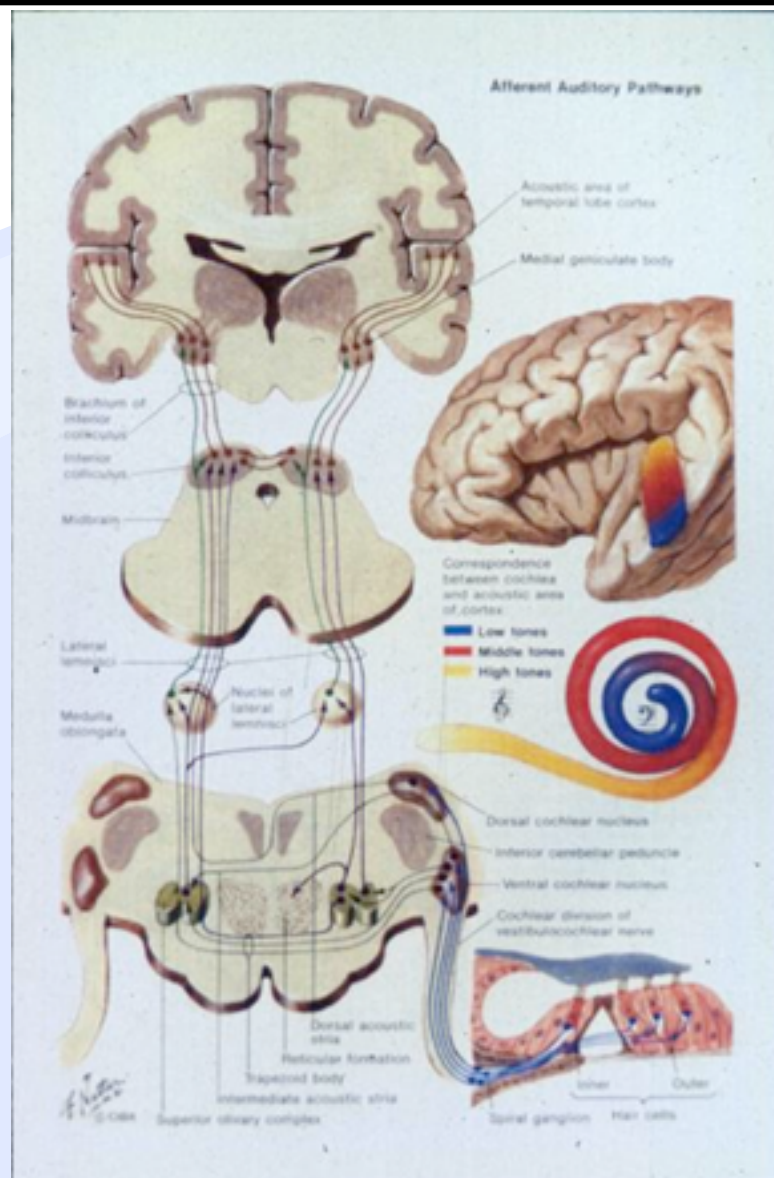 Afferent Auditory Pathways
Acoustic area of
temporal lobe cortex
Medial geniculate body
Brachium of
inferior
colliculus
Inferior
colliculus
Midbrain
Correspondence
between cochlea
and acoustic area
of cortex:
Low tones
Middle tones
High tones
Lateral
lemnisci
Nuclei of
lateral
lemnisci
Medulla
oblongata
Dorsal cochlear nucleus
Inferior cerebellar peduncle
Ventral cochlear nucleus
Cochlear division of
vestibulocochlear nerve
Dorsal acoustic
stria
Reticular formation
Trapezoid body
Intermediate acoustic stria
Superior olivary complex
Inner
Outer
Spiral ganglion
Hair cells
© CIBA